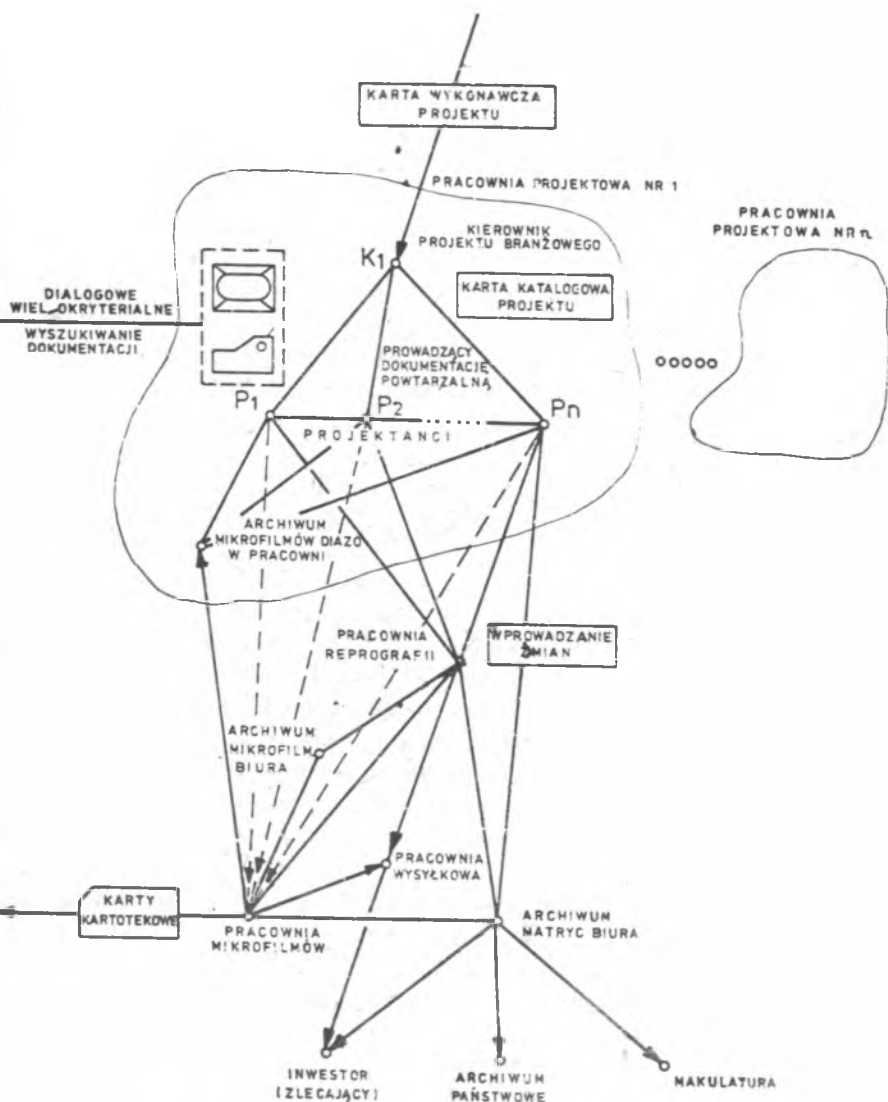 KARTA WYKONAWCZA
PROJEKTU
PRACOWNIA PROJEKTOWA NR 1
PRACOWNIA
PROJEKTOWA NR n
KIEROWNIK
PROJEKTU BRANŻOWEGO
K1
KARTA KATALOGOWA
PROJEKTU
DIALOGOWE
WIELOKRYTERIALNE
WYSZUKIWANIE
DOKUMENTACJI
PROWADZĄCY
DOKUMENTACJĘ
POWTARZALNĄ
P1
P2
Pn
PROJEKTANCI
ARCHIWUM
MIKROFILMÓW DIAZO
W PRACOWNI
PRACOWNIA
REPROGRAFII
WPROWADZANIE
ZMIAN
ARCHIWUM
MIKROFILM
BIURA
PRACOWNIA
WYSYŁKOWA
KARTY
KARTOTEKOWE
PRACOWNIA
MIKROFILMÓW
ARCHIWUM
MATRYC BIURA
INWESTOR
(ZLECAJĄCY)
ARCHIWUM
PAŃSTWOWE
MAKULATURA